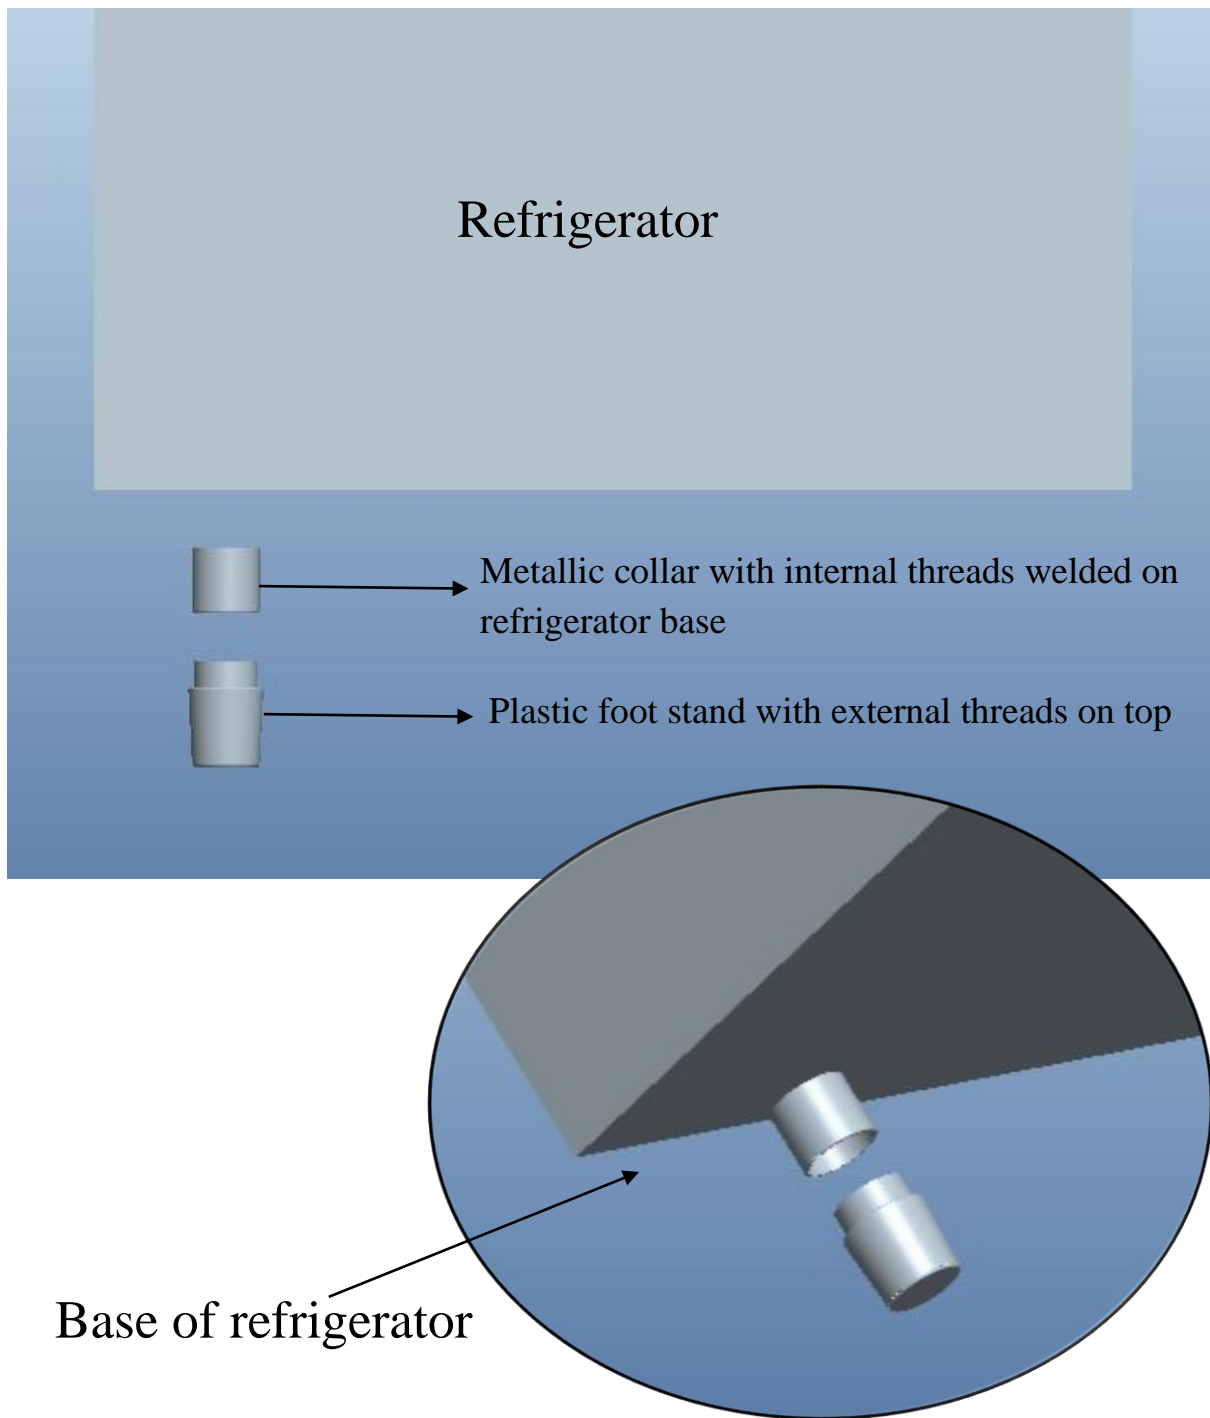 Refrigerator
Metallic collar with internal threads welded on
refrigerator base
Plastic foot stand with external threads on top
Base of refrigerator